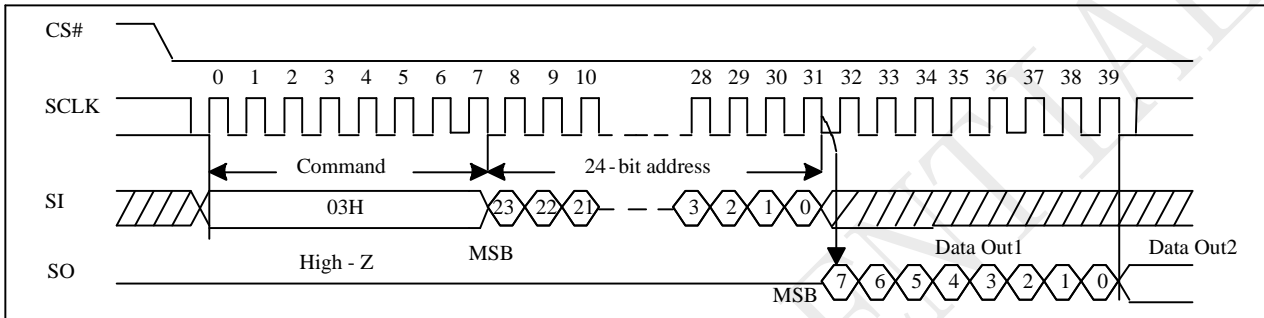 CS#
0 1 2 3 4 5 6 7 8 9 10 28 29 30 31 32 33 34 35 36 37 38 39
SCLK
Command 24-bit address
SI 03H 23 22 21 3 2 1 0
MSB Data Out1 Data Out2
High - Z
SO MSB 7 6 5 4 3 2 1 0
ENTIAL